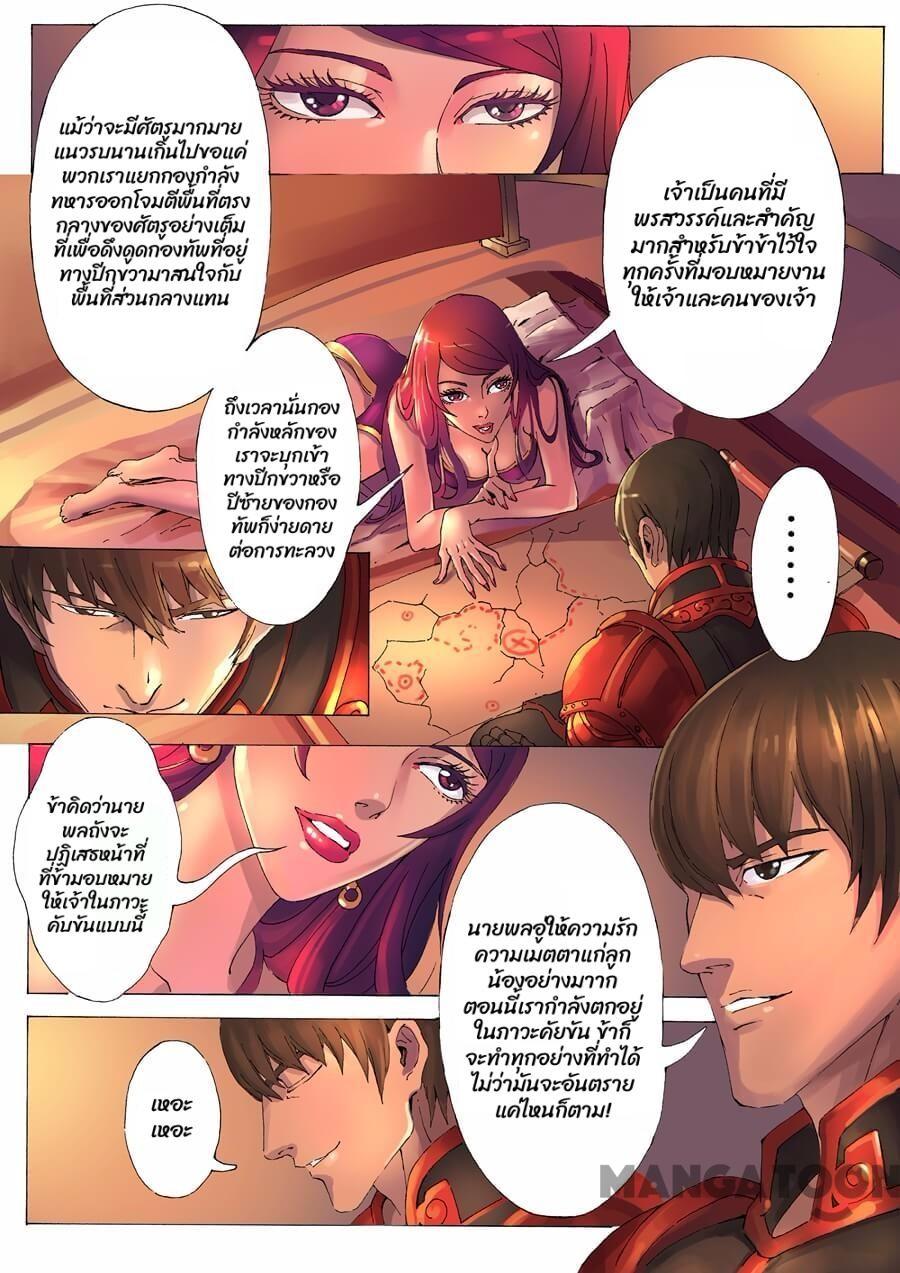 แม้ว่าจะมีศัตรูมากมาย
แนวรบนานเกินไปขอแค่
พวกเราแยกกองกำลัง
ทหารออกโจมตีพื้นที่ตรง
กลางของศัตรูอย่างเต็ม
ที่เพื่อดึงดูดกองทัพที่อยู่
ทางปีกขวามาสนใจกับ
พื้นที่ส่วนกลางแทน
เจ้าเป็นคนที่มี
พรสวรรค์และสำคัญ
มากสำหรับข้าข้าไว้ใจ
ทุกครั้งที่มอบหมายงาน
ให้เจ้าและคนของเจ้า
ถึงเวลานั่นกอง
กำลังหลักของ
เราจะบุกเข้า
ทางปีกขวาหรือ
ปีซ้ายของกอง
ทัพก็ง่ายดาย
ต่อการทะลวง
......
ข้าคิดว่านาย
พลถังจะ
ปฏิเสธหน้าที่
ที่ข้ามอบหมาย
ให้เจ้าในภาวะ
คับขันแบบนี้
นายพลอู๋ให้ความรัก
ความเมตตาแก่ลูก
น้องอย่างมาาก
ตอนนี้เรากำลังตกอยู่
ในภาวะคัยขัน ข้าก็
จะทำทุกอย่างที่ทำได้
ไม่ว่ามันจะอันตราย
แค่ไหนก็ตาม!
เหอะ
เหอะ
MANGATOON